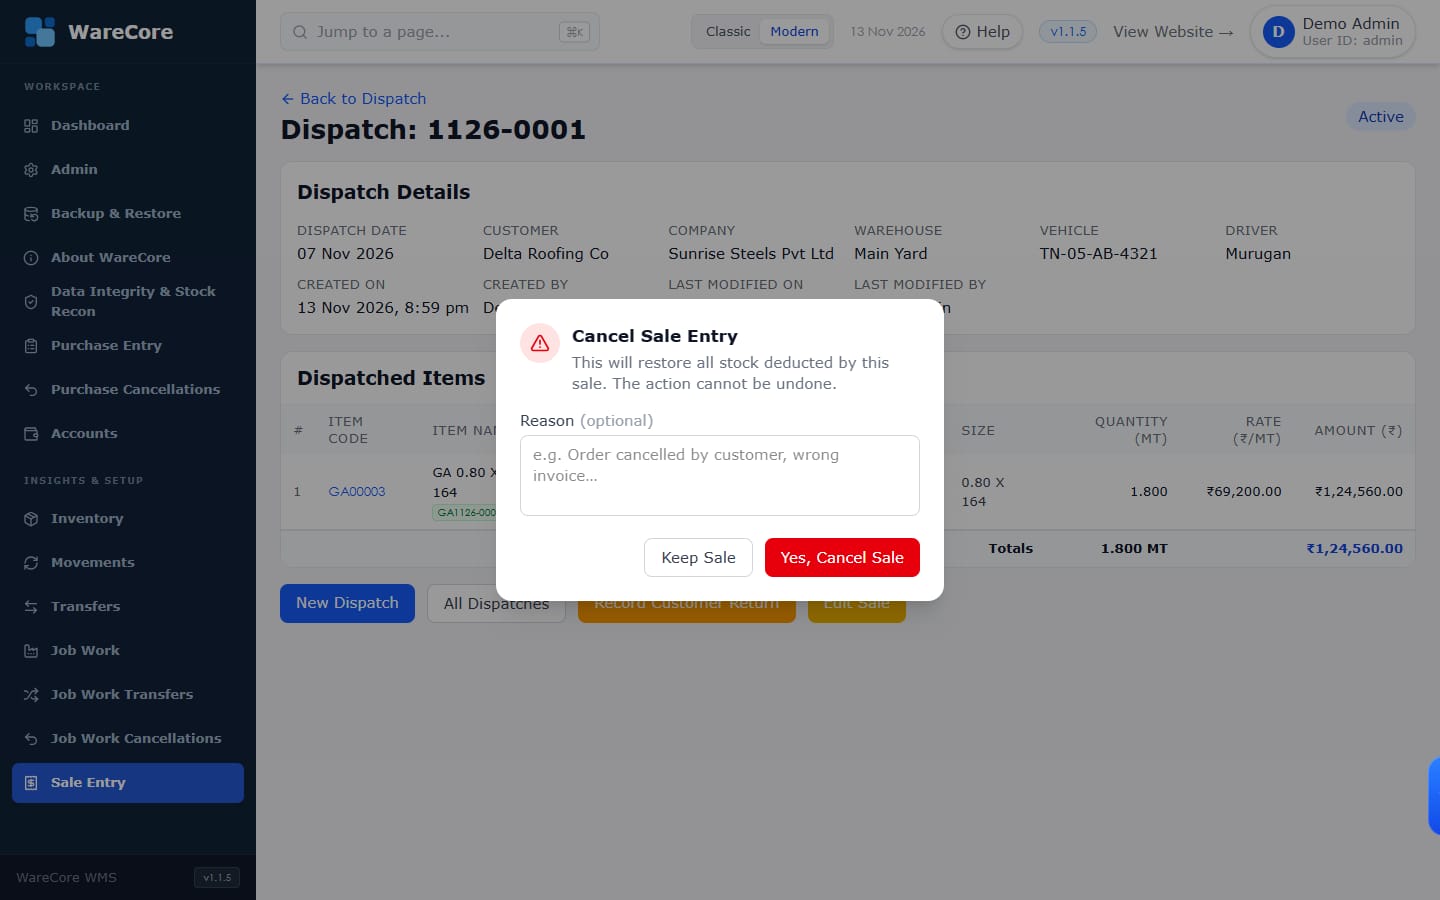 WareCore
Jump to a page...
⌘K
Classic
Modern
13 Nov 2026
Help
v1.1.5
View Website →
D
Demo Admin
User ID: admin
WORKSPACE
Dashboard
Admin
Backup & Restore
About WareCore
Data Integrity & Stock
Recon
Purchase Entry
Purchase Cancellations
Accounts
INSIGHTS & SETUP
Inventory
Movements
Transfers
Job Work
Job Work Transfers
Job Work Cancellations
Sale Entry
WareCore WMS
v1.1.5
← Back to Dispatch
Dispatch: 1126-0001
Active
Dispatch Details
DISPATCH DATE
CUSTOMER
COMPANY
WAREHOUSE
VEHICLE
DRIVER
07 Nov 2026
Delta Roofing Co
Sunrise Steels Pvt Ltd
Main Yard
TN-05-AB-4321
Murugan
CREATED ON
CREATED BY
LAST MODIFIED ON
LAST MODIFIED BY
13 Nov 2026, 8:59 pm
Dispatched Items
#
ITEM
CODE
SIZE
QUANTITY
(MT)
RATE
(₹/MT)
AMOUNT (₹)
1
GA00003
GA 0.80 X
164
0.80 X
164
1.800
₹69,200.00
₹1,24,560.00
Totals
1.800 MT
₹1,24,560.00
New Dispatch
All Dispatches
Record Customer Return
Edit Sale
Cancel Sale Entry
This will restore all stock deducted by this
sale. The action cannot be undone.
Reason (optional)
e.g. Order cancelled by customer, wrong
invoice...
Keep Sale
Yes, Cancel Sale